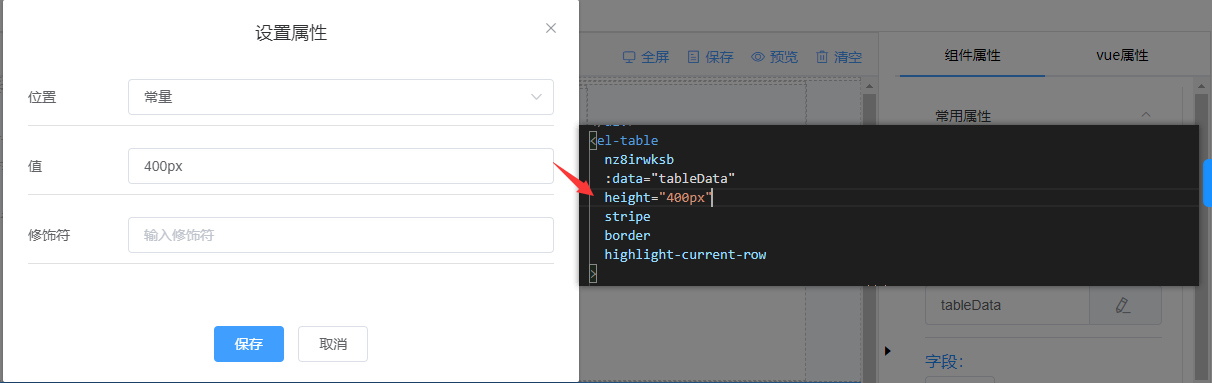 设置属性
位置
常量
值
400px
修饰符
输入修饰符
保存
取消
全屏
保存
预览
清空
组件属性
vue属性
常用属性
<el-table
nz8irwksb
:data="tableData"
height="400px"
stripe
border
highlight-current-row
>
tableData
字段: